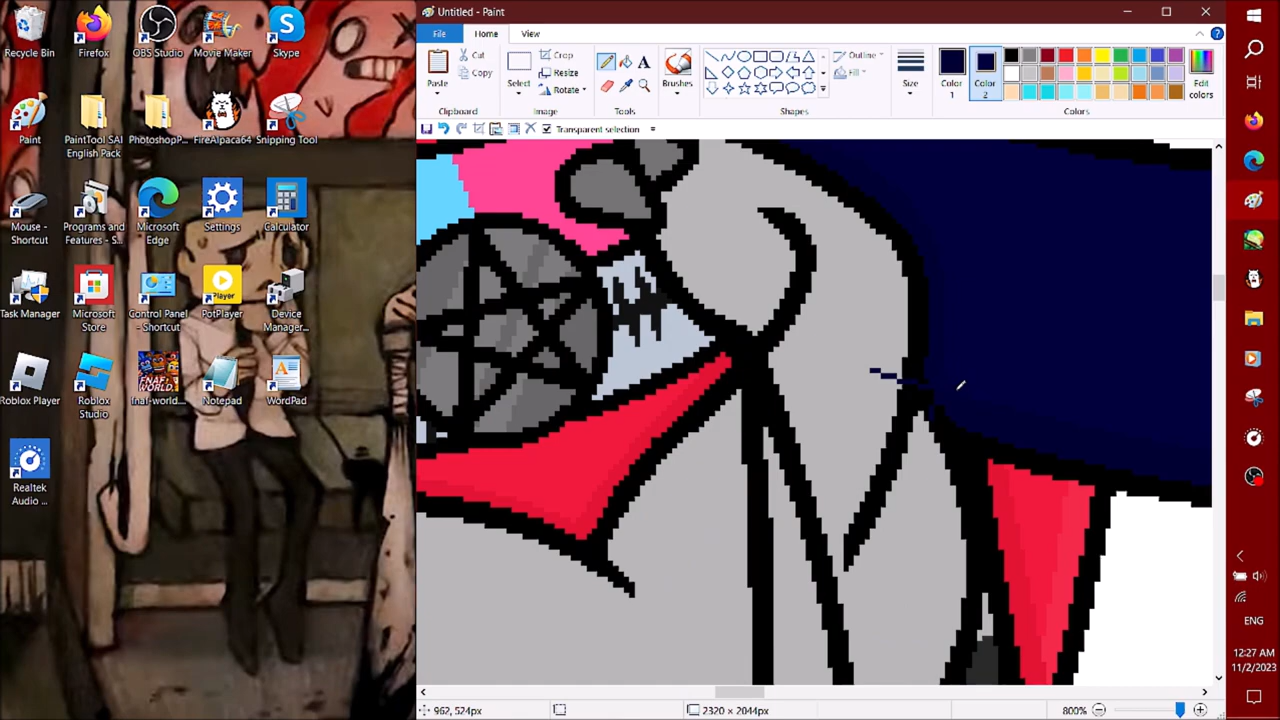 Recycle Bin
Firefox
OBS Studio
Movie Maker
Skype
Paint
PaintTool SAI English Pack
PhotoshopP...
FireAlpaca64
Snipping Tool
Mouse - Shortcut
Programs and Features - S...
Microsoft Edge
Settings
Calculator
Task Manager
Microsoft Store
Control Panel - Shortcut
PotPlayer
Player
Device Manager...
Roblox Player
Roblox Studio
fnaf-world...
Notepad
WordPad
Realtek Audio ...
Untitled - Paint
File
Home
View
Paste
Cut
Copy
Clipboard
Select
Crop
Resize
Rotate
Image
A
Tools
Brushes
Outline
Fill
Shapes
Size
Color 1
Color 2
Edit colors
Colors
Transparent selection
962, 524px
2320 × 2044px
800%
ENG
12:27 AM
11/2/2023